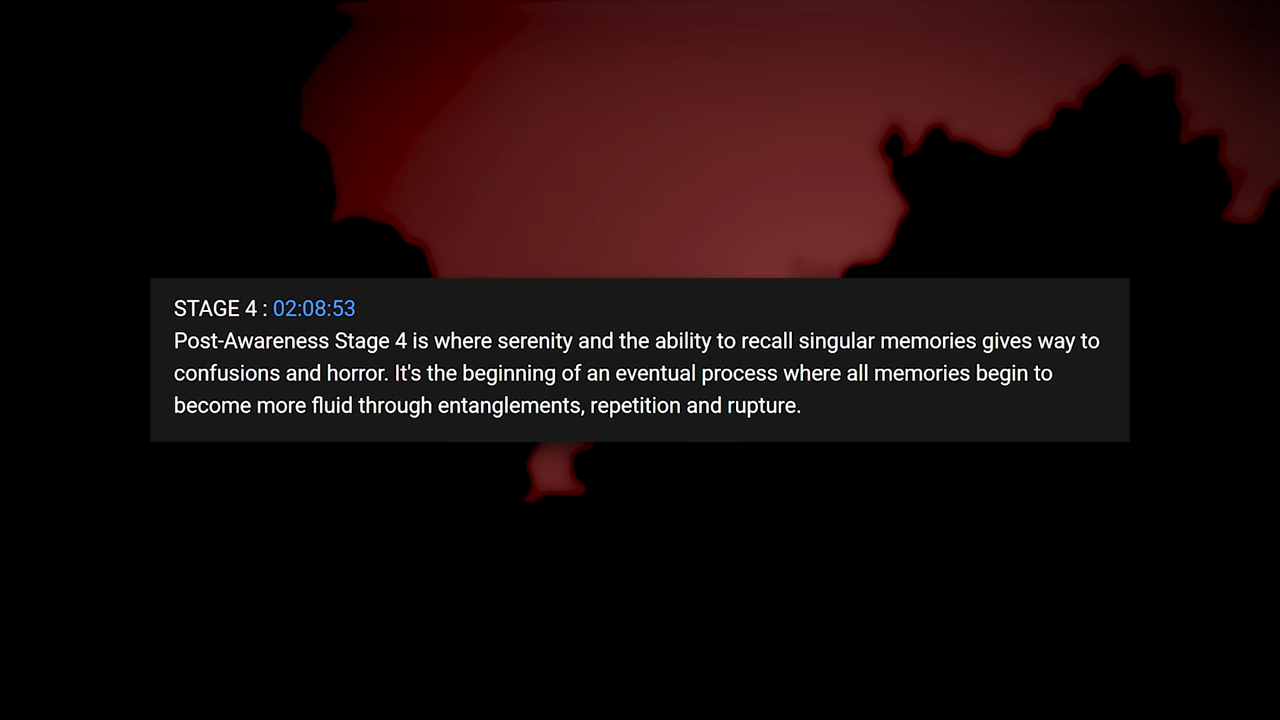 STAGE 4 : 02:08:53
Post-Awareness Stage 4 is where serenity and the ability to recall singular memories gives way to
confusions and horror. It's the beginning of an eventual process where all memories begin to
become more fluid through entanglements, repetition and rupture.